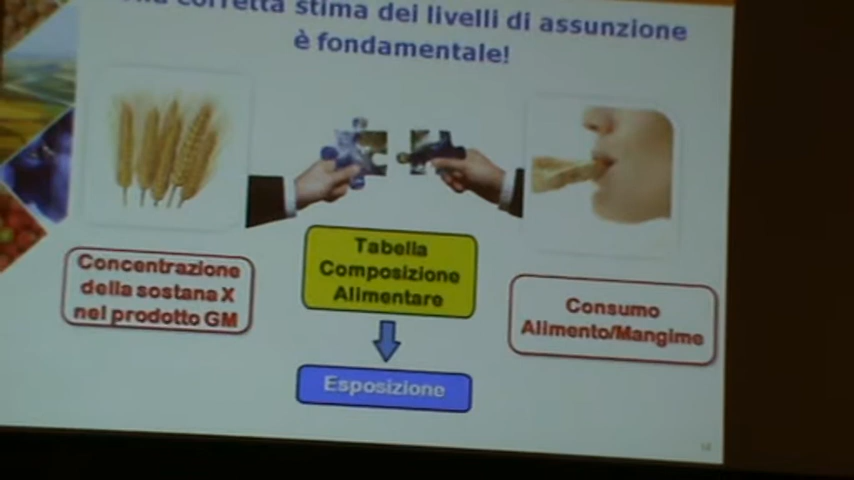 corretta stima dei livelli di assunzione
è fondamentale!
Concentrazione
della sostana X
nel prodotto GM
Tabella
Composizione
Alimentare
Consumo
Alimento/Mangime
Esposizione